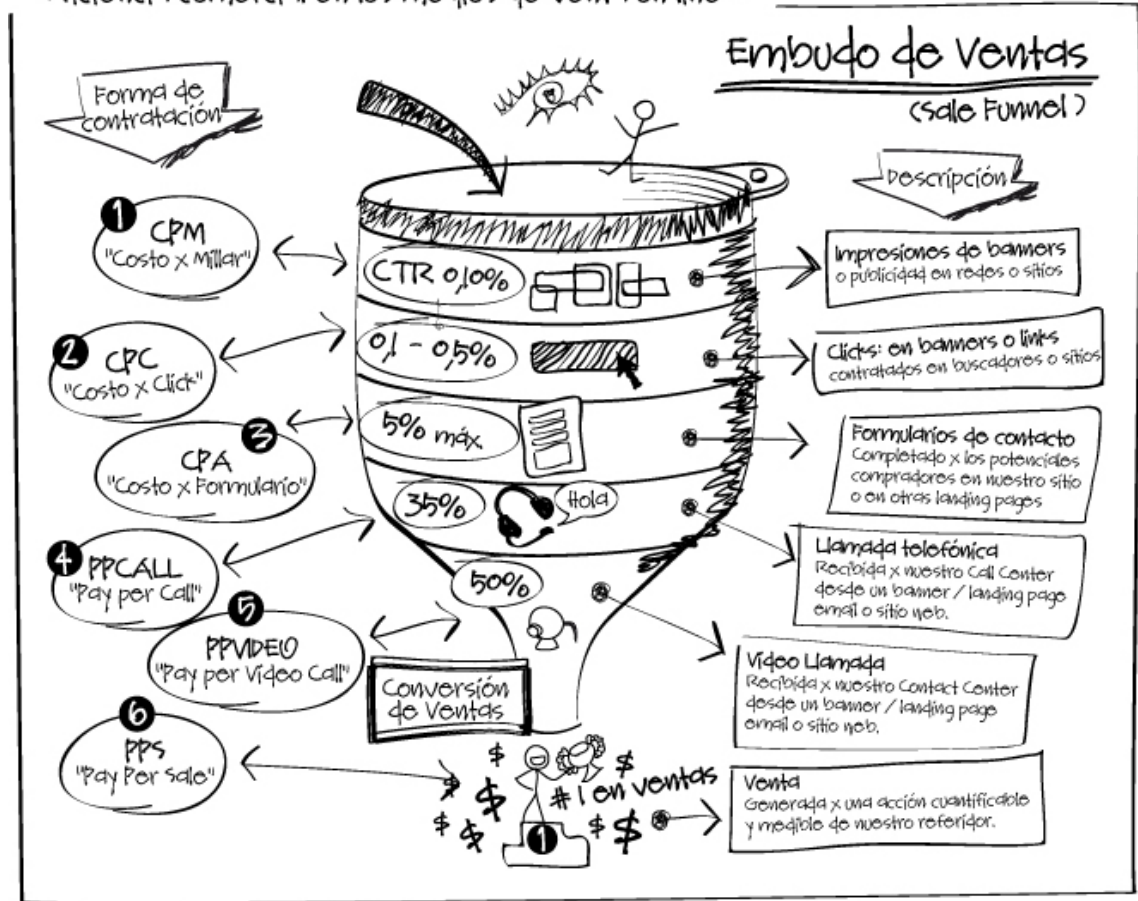 Embudo de Ventas
(Sale Funnel)
Forma de
contratación
Descripción
1
CPM
"Costo x Millar"
CTR 0,10%
Impresiones de banners
o publicidad en redes o sitios
2
CPC
"Costo x Click"
0,1 - 0,5%
Clicks: en banners o links
contratados en buscadores o sitios
3
CPA
"Costo x Formulario"
5% máx.
Formularios de contacto
Completado x los potenciales
compradores en nuestro sitio
o en otras landing pages
4
PPCALL
"Pay per Call"
35%
Hola
Llamada telefónica
Recibida x nuestro Call Center
desde un banner / landing page
email o sitio web.
5
PPVIDEO
"Pay per Video Call"
50%
Video Llamada
Recibida x nuestro Contact Center
desde un banner / landing page
email o sitio web.
Conversión
de Ventas
6
PPS
"Pay Per Sale"
$ $ $ $ $ $ $ $
#1 en ventas
1
Venta
Generada x una acción cuantificable
y medible de nuestro referidor.